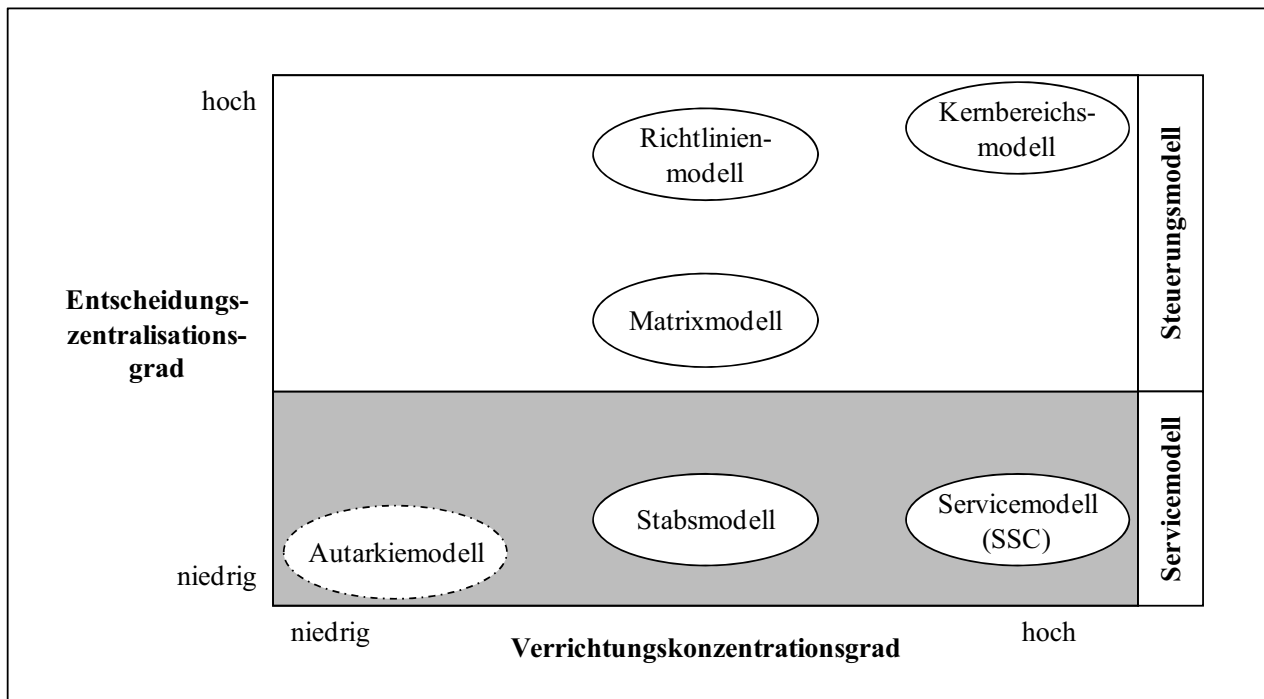 hoch
Richtlinien-
modell
Kernbereichs-
modell
Steuerungsmodell
Entscheidungs-
zentralisations-
grad
Matrixmodell
Servicemodell
Autarkiemodell
Stabsmodell
Servicemodell
(SSC)
niedrig
niedrig
Verrichtungskonzentrationsgrad
hoch